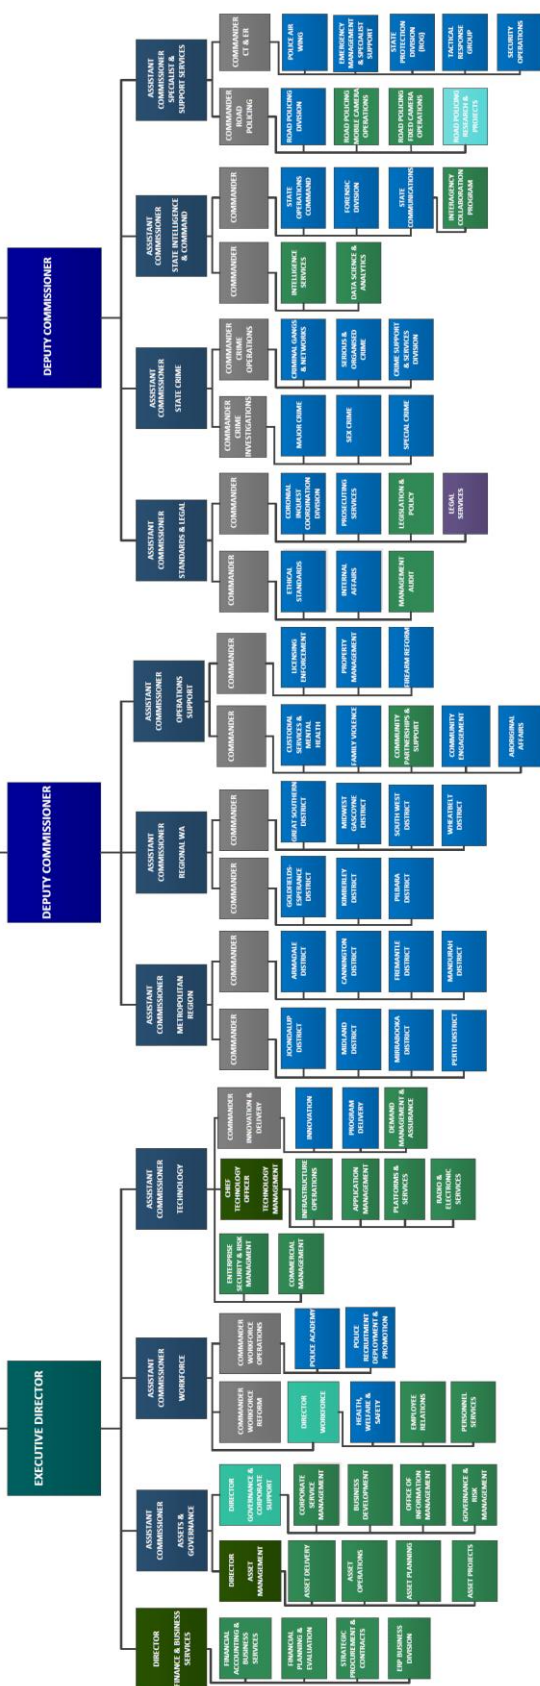 EXECUTIVE DIRECTOR
DIRECTOR
FINANCE & BUSINESS
SERVICES
FINANCIAL
ACCOUNTING &
BUSINESS
SERVICES
FINANCIAL
PLANNING &
EVALUATION
STRATEGIC
PROCUREMENT &
CONTRACTS
ERP BUSINESS
DIVISION
ASSISTANT
COMMISSIONER
ASSETS &
GOVERNANCE
DIRECTOR
ASSET
MANAGEMENT
ASSET DELIVERY
ASSET
OPERATIONS
ASSET PLANNING
ASSET PROJECTS
DIRECTOR
GOVERNANCE &
CORPORATE
SUPPORT
CORPORATE
SERVICE
MANAGEMENT
BUSINESS
DEVELOPMENT
OFFICE OF
INFORMATION
MANAGEMENT
GOVERNANCE &
RISK
MANAGEMENT
ASSISTANT
COMMISSIONER
WORKFORCE
COMMANDER
WORKFORCE
REFORM
DIRECTOR
WORKFORCE
HEALTH,
WELFARE &
SAFETY
EMPLOYEE
RELATIONS
PERSONNEL
SERVICES
COMMANDER
WORKFORCE
OPERATIONS
POLICE ACADEMY
POLICE
RECRUITMENT
DEPLOYMENT &
PROMOTION
ASSISTANT
COMMISSIONER
TECHNOLOGY
ENTERPRISE
SECURITY & RISK
MANAGMENT
COMMERCIAL
MANAGEMENT
CHIEF
TECHNOLOGY
OFFICER
TECHNOLOGY
MANAGEMENT
INFRASTRUCTURE
OPERATIONS
APPLICATION
MANAGEMENT
PLATFORMS &
SERVICES
RADIO &
ELECTRONIC
SERVICES
COMMANDER
INNOVATION &
DELIVERY
INNOVATION
PROGRAM
DELIVERY
DEMAND
MANAGEMENT &
ASSURANCE
DEPUTY COMMISSIONER
ASSISTANT
COMMISSIONER
METROPOLITAN
REGION
COMMANDER
JOONDALUP
DISTRICT
MIDLAND
DISTRICT
MIRRABOOKA
DISTRICT
PERTH DISTRICT
COMMANDER
ARMADALE
DISTRICT
CANNINGTON
DISTRICT
FREMANTLE
DISTRICT
MANDURAH
DISTRICT
ASSISTANT
COMMISSIONER
REGIONAL WA
COMMANDER
GOLDFIELDS-
ESPERANCE
DISTRICT
KIMBERLEY
DISTRICT
PILBARA
DISTRICT
COMMANDER
GREAT SOUTHERN
DISTRICT
MIDWEST
GASCOYNE
DISTRICT
SOUTH WEST
DISTRICT
WHEATBELT
DISTRICT
ASSISTANT
COMMISSIONER
OPERATIONS
SUPPORT
COMMANDER
CUSTODIAL
SERVICES &
MENTAL
HEALTH
FAMILY VIOLENCE
COMMUNITY
PARTNERSHIPS &
SUPPORT
COMMUNITY
ENGAGEMENT
ABORIGINAL
AFFAIRS
COMMANDER
LICENSING
ENFORCEMENT
PROPERTY
MANAGEMENT
FIREARM REFORM
DEPUTY COMMISSIONER
ASSISTANT
COMMISSIONER
STANDARDS & LEGAL
COMMANDER
ETHICAL
STANDARDS
INTERNAL
AFFAIRS
MANAGEMENT
AUDIT
COMMANDER
CORONIAL
INQUEST
COORDINATION
DIVISION
PROSECUTING
SERVICES
LEGISLATION &
POLICY
LEGAL
SERVICES
ASSISTANT
COMMISSIONER
STATE CRIME
COMMANDER
CRIME
INVESTIGATIONS
MAJOR CRIME
SEX CRIME
SPECIAL CRIME
COMMANDER
CRIME
OPERATIONS
CRIMINAL GANGS
& NETWORKS
SERIOUS &
ORGANISED
CRIME
CRIME SUPPORT
& SERVICES
DIVISION
ASSISTANT
COMMISSIONER
STATE INTELLIGENCE
& COMMAND
COMMANDER
INTELLIGENCE
SERVICES
DATA SCIENCE &
ANALYTICS
COMMANDER
STATE
OPERATIONS
COMMAND
FORENSIC
DIVISION
STATE
COMMUNICATIONS
INTERAGENCY
COLLABORATION
PROGRAM
ASSISTANT
COMMISSIONER
SPECIALIST &
SUPPORT SERVICES
COMMANDER
ROAD
POLICING
ROAD POLICING
DIVISION
ROAD POLICING
MOBILE CAMERA
OPERATIONS
ROAD POLICING
FIXED CAMERA
OPERATIONS
ROAD POLICING
RESEARCH &
PROJECTS
COMMANDER
CT & ER
POLICE AIR
WING
EMERGENCY
MANAGEMENT
& SPECIALIST
SUPPORT
STATE
PROTECTION
DIVISION
TACTICAL
RESPONSE
GROUP
SECURITY
OPERATIONS